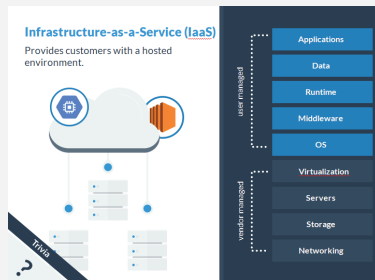 Infrastructure-as-a-Service (IaaS)
Provides customers with a hosted
environment.
Trivia
?
user managed
Applications
Data
Runtime
Middleware
OS
vendor managed
Virtualization
Servers
Storage
Networking